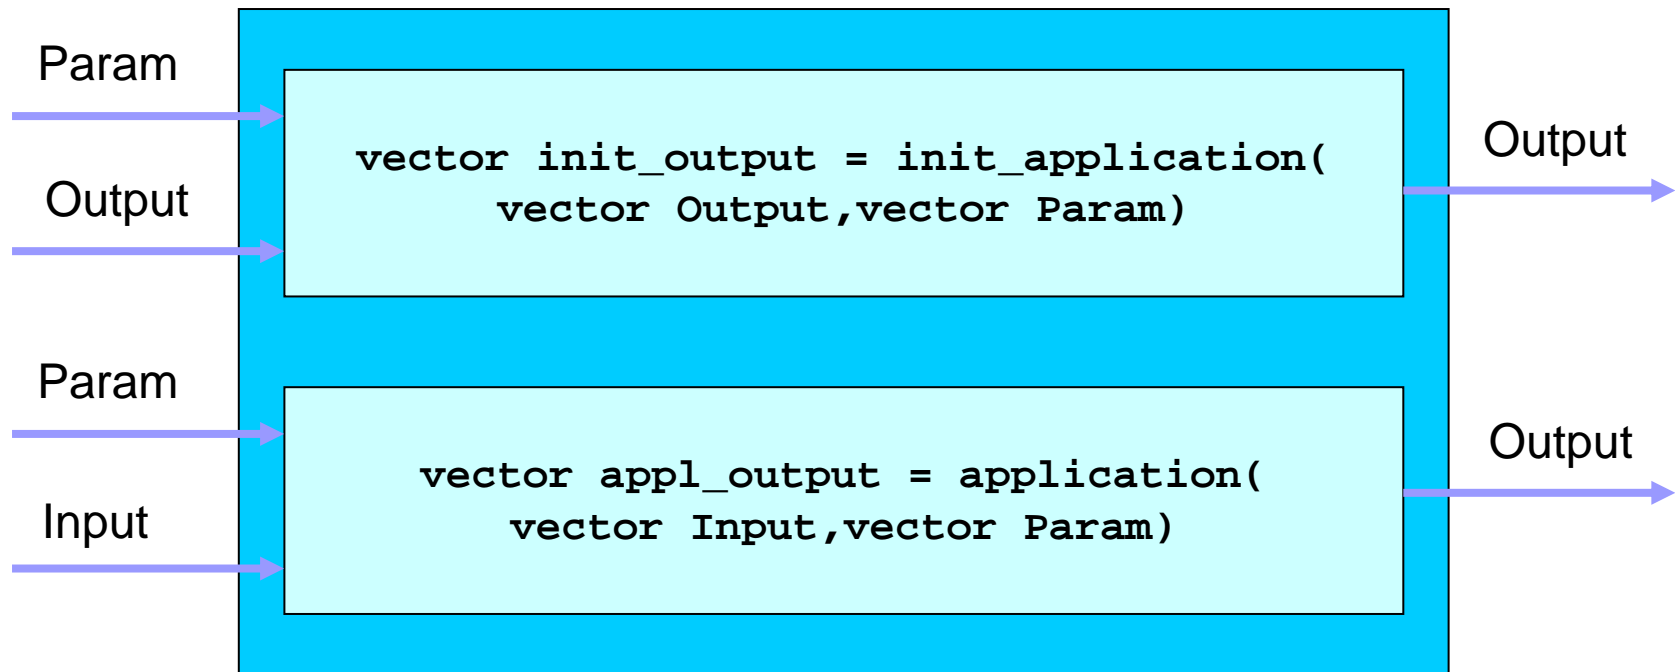 Param
Output
vector init_output = init_application(
vector Output,vector Param)
Output
Param
Input
vector appl_output = application(
vector Input,vector Param)
Output